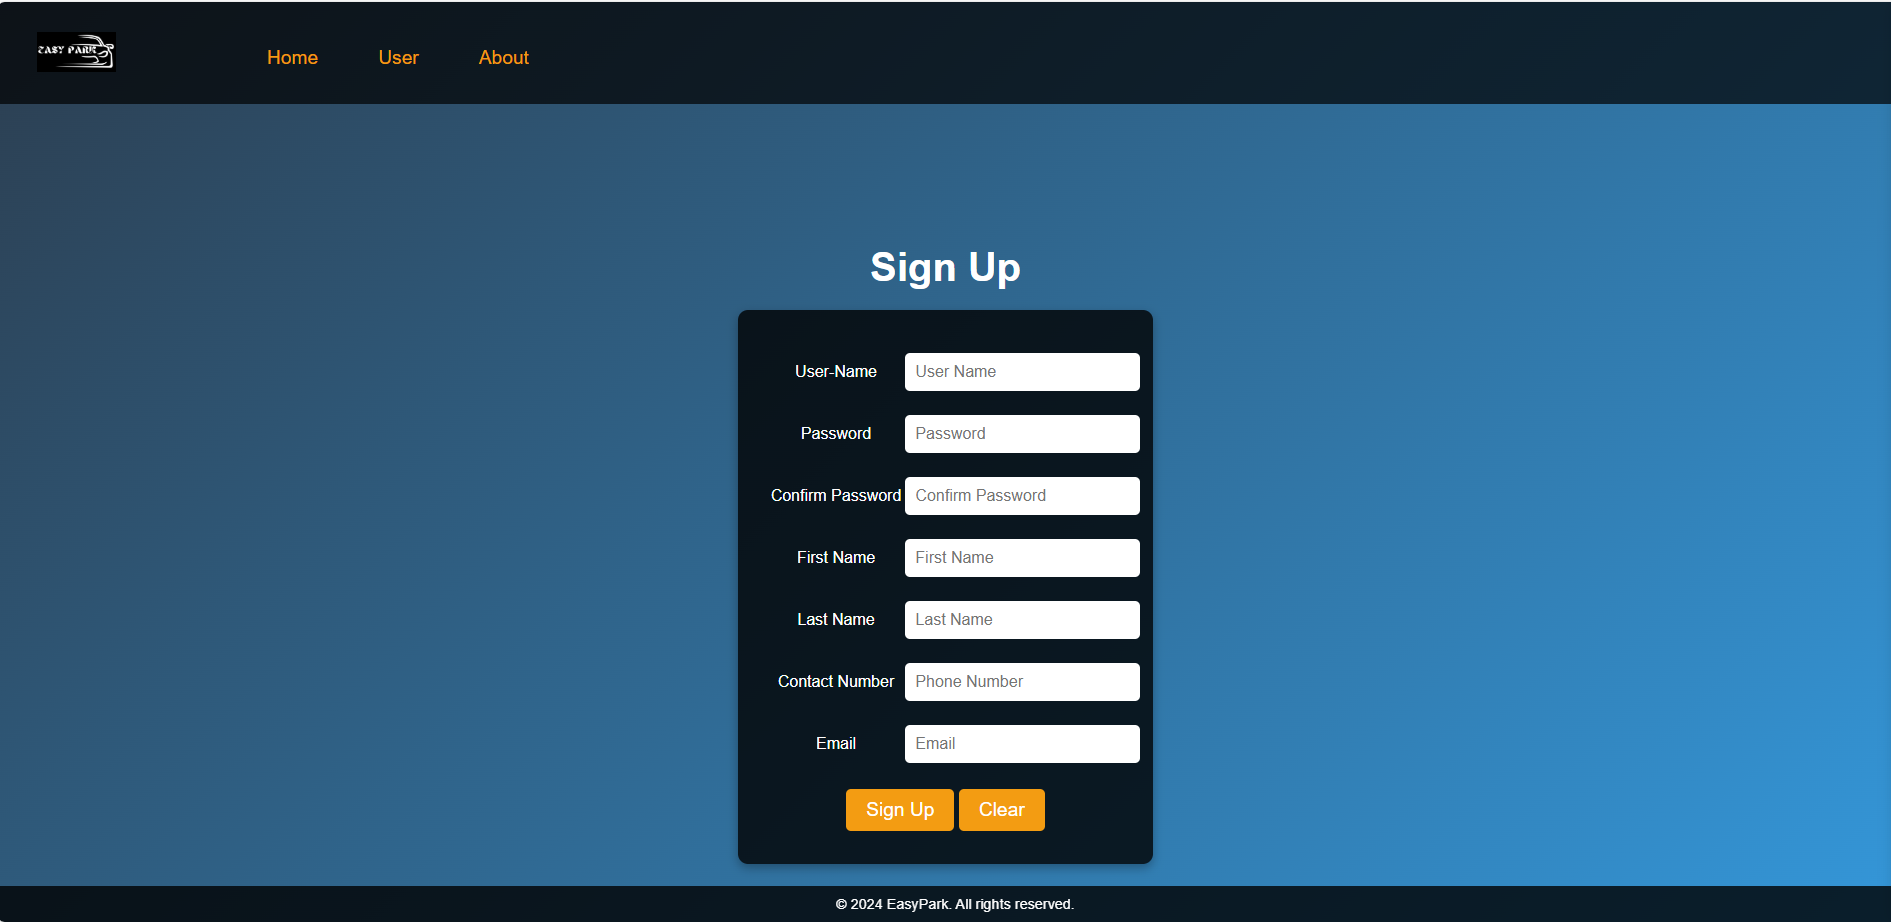 EASY PARK
Home User About
Sign Up
User-Name User Name
Password Password
Confirm Password Confirm Password
First Name First Name
Last Name Last Name
Contact Number Phone Number
Email Email
Sign Up Clear
© 2024 EasyPark. All rights reserved.